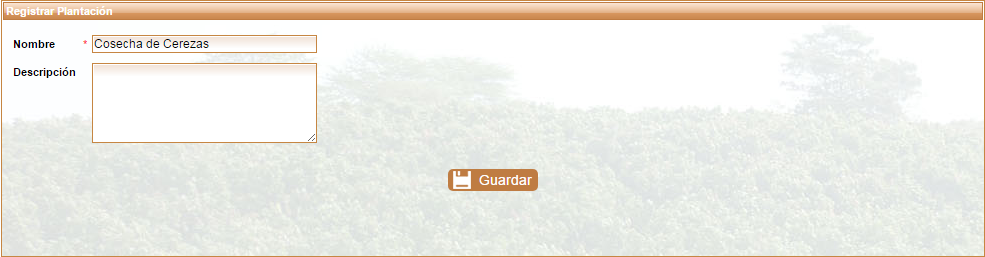 Registrar Plantación
Nombre * Cosecha de Cerezas
Descripción
Guardar